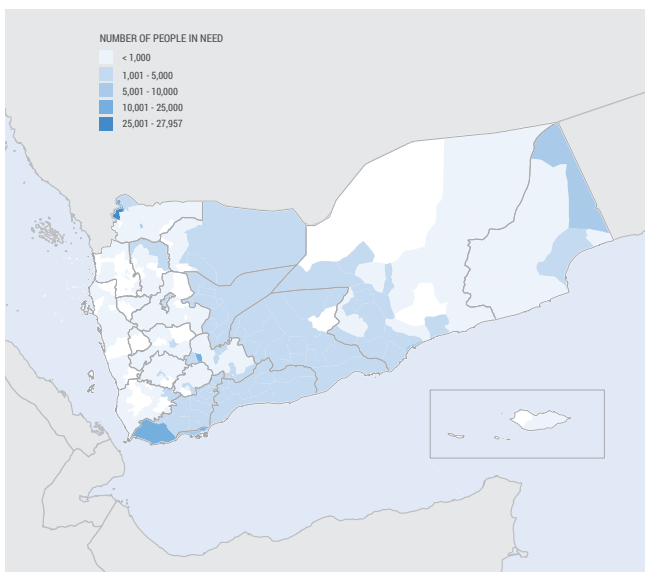 NUMBER OF PEOPLE IN NEED
< 1,000
1,001 - 5,000
5,001 - 10,000
10,001 - 25,000
25,001 - 27,957